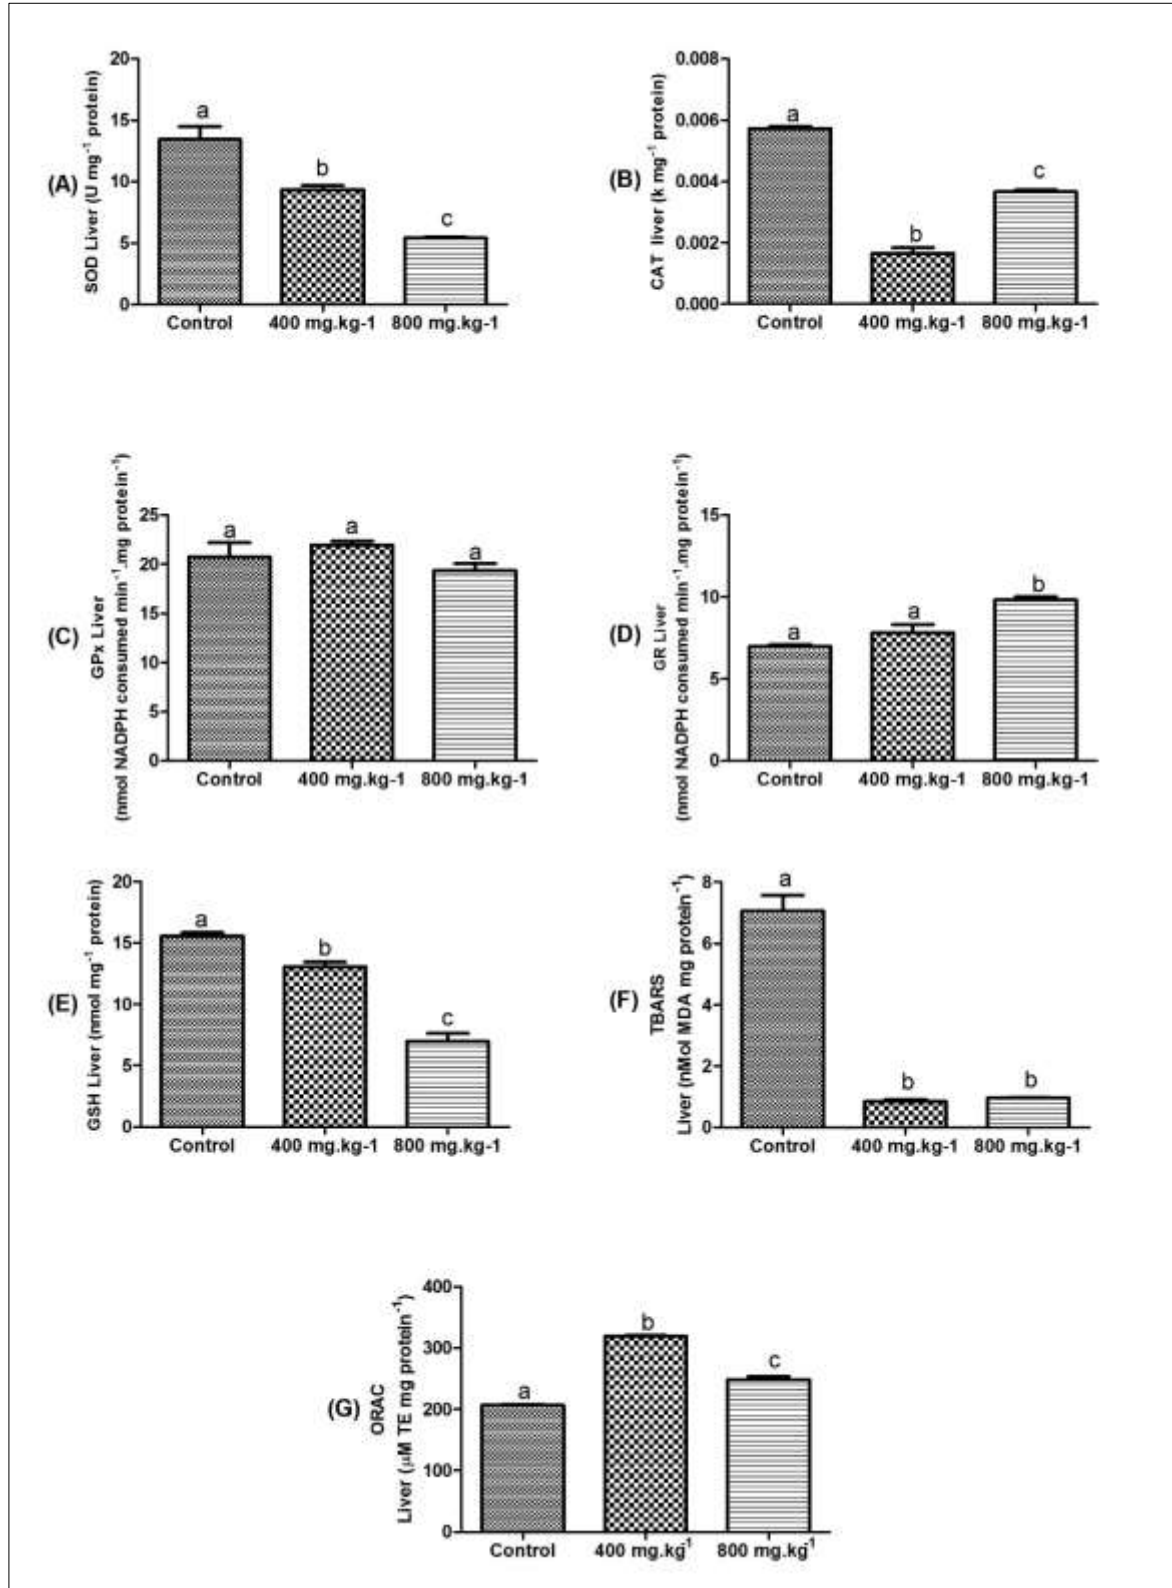 (A)
SOD Liver (U mg⁻¹ protein)
20
15
10
5
0
a
b
c
Control 400 mg.kg-1 800 mg.kg-1
(B)
CAT liver (k mg⁻¹ protein)
0.008
0.006
0.004
0.002
0.000
a
b
c
Control 400 mg.kg-1 800 mg.kg-1
(C)
GPx Liver
(nmol NADPH consumed min⁻¹.mg protein⁻¹)
25
20
15
10
5
0
a
a
a
Control 400 mg.kg-1 800 mg.kg-1
(D)
GR Liver
(nmol NADPH consumed min⁻¹.mg protein⁻¹)
15
10
5
0
a
a
b
Control 400 mg.kg-1 800 mg.kg-1
(E)
GSH Liver (nmol mg⁻¹ protein)
20
15
10
5
0
a
b
c
Control 400 mg.kg-1 800 mg.kg-1
(F)
TBARS
Liver (nMol MDA mg protein⁻¹)
8
6
4
2
0
a
b
b
Control 400 mg.kg-1 800 mg.kg-1
(G)
ORAC
Liver (µM TE mg protein⁻¹)
400
300
200
100
0
a
b
c
Control 400 mg.kg⁻¹ 800 mg.kg⁻¹